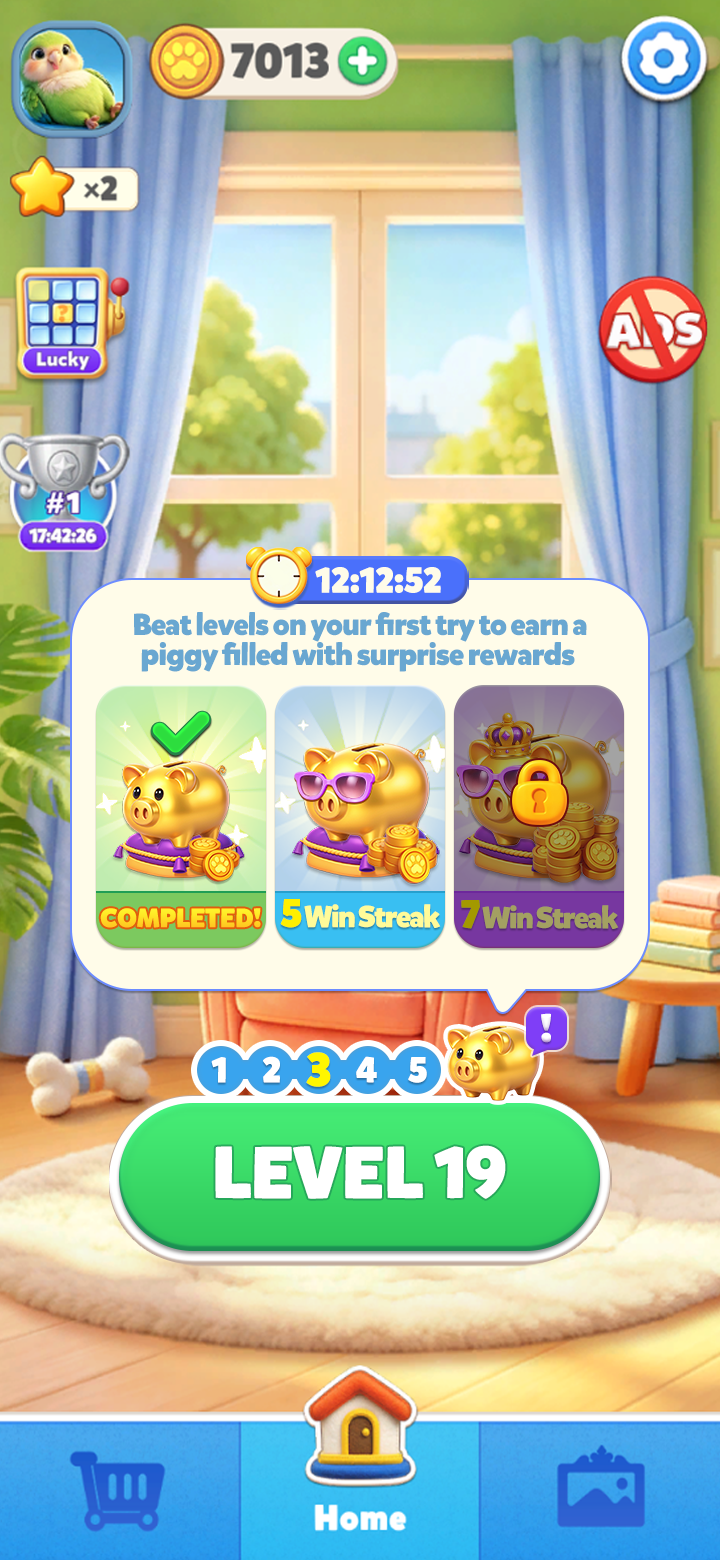 7013
×2
?
Lucky
ADS
#1
17:42:26
12:12:52
Beat levels on your first try to earn a
piggy filled with surprise rewards
COMPLETED!
5 Win Streak
7 Win Streak
!
1 2 3 4 5
LEVEL 19
Home